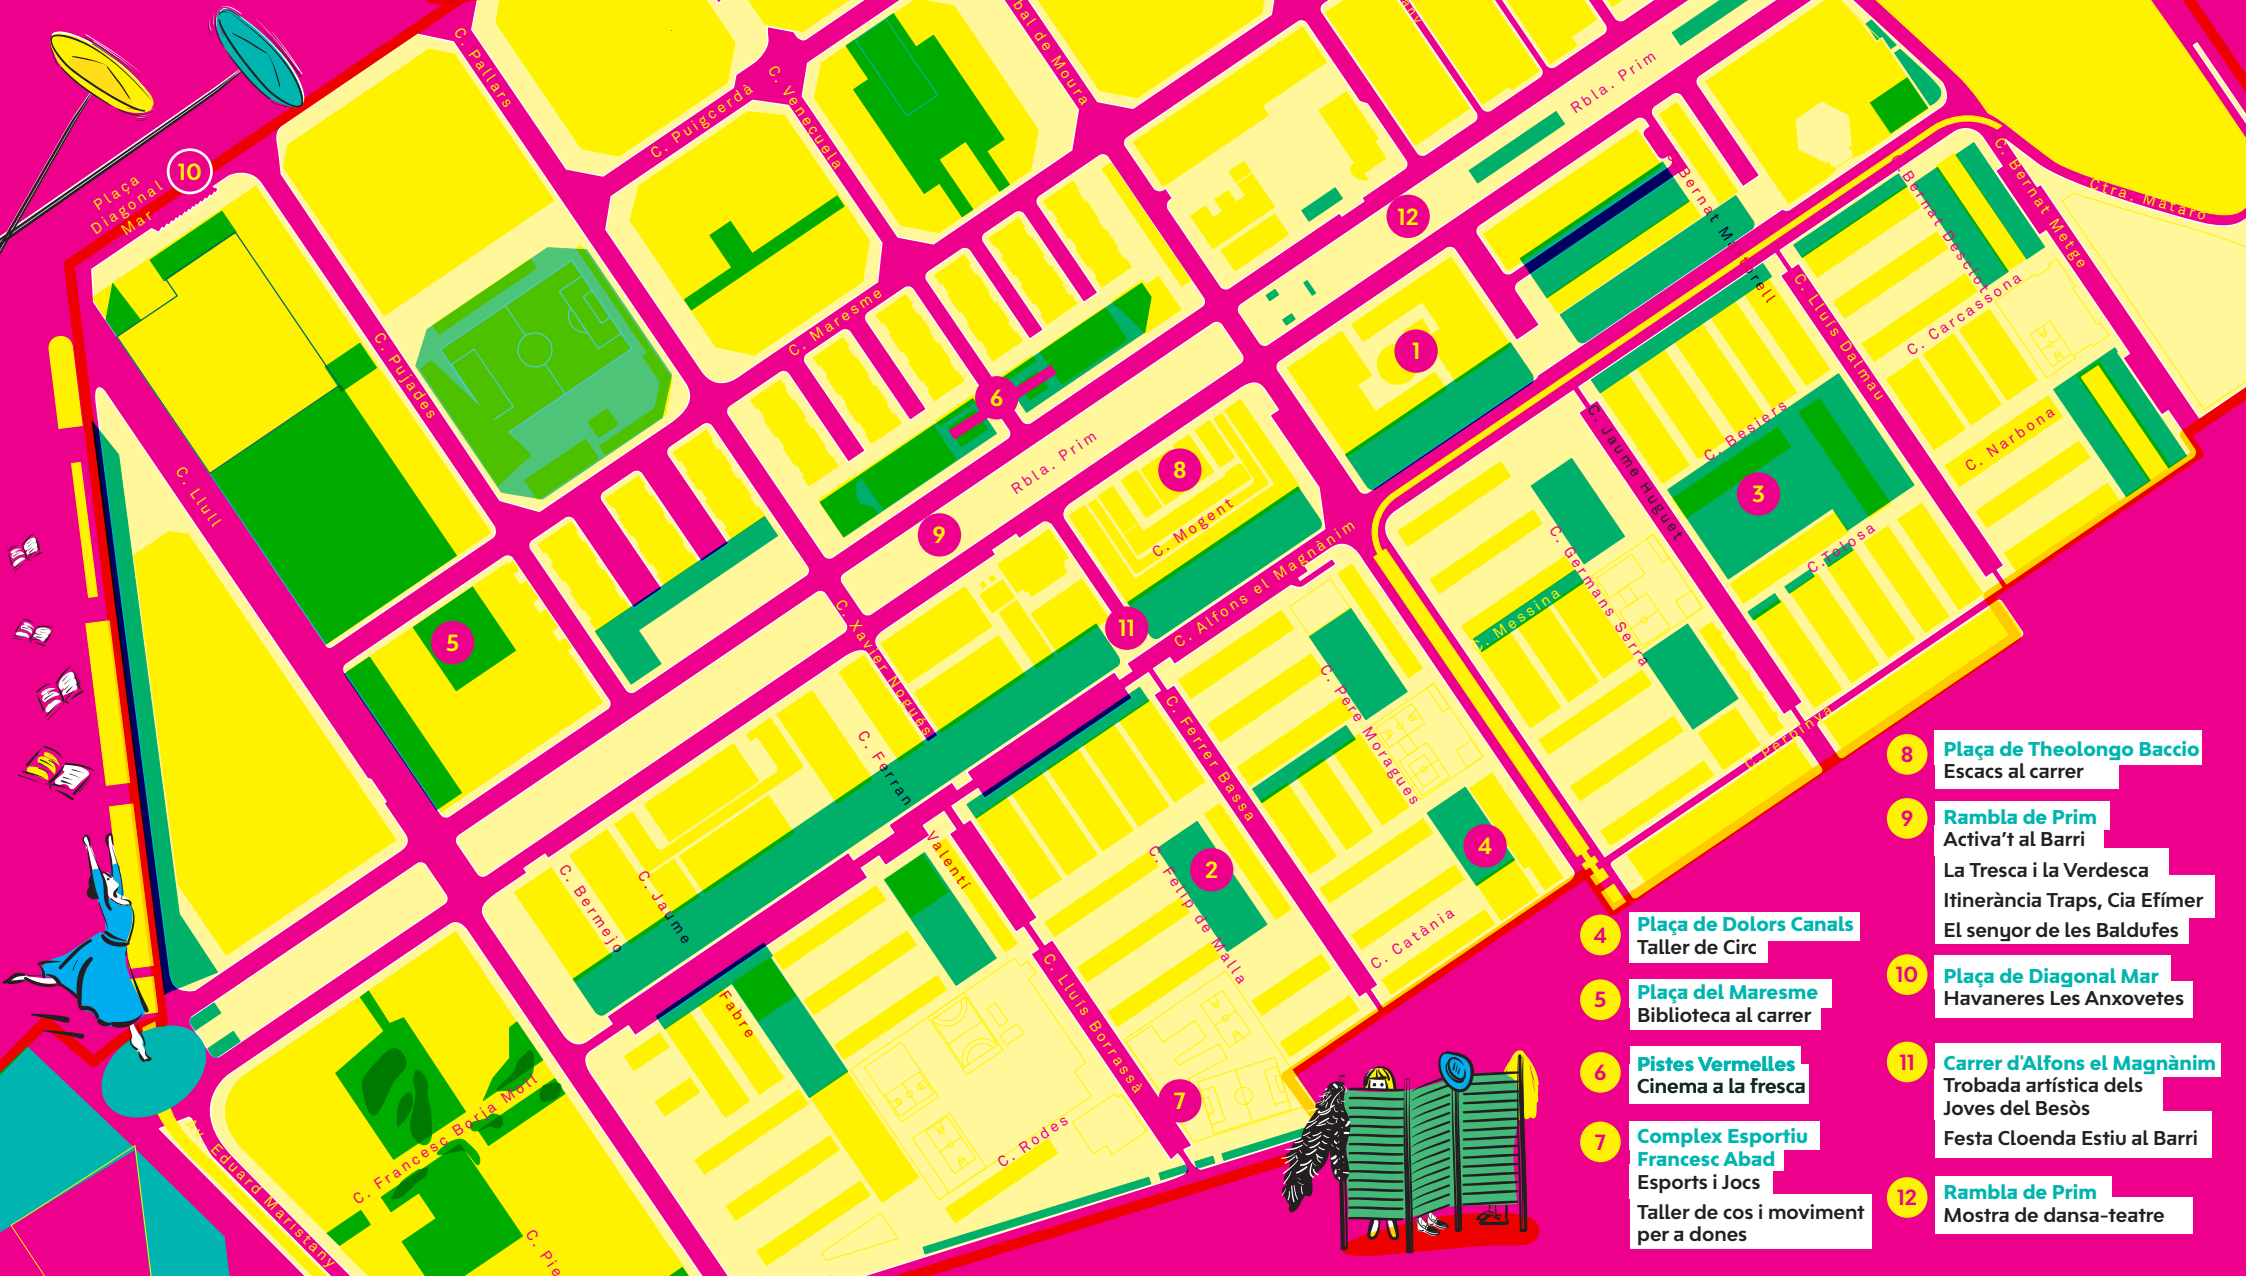 C. Pallars
C. Puigcerdà
C. Veneçuela
bal de Moura
any
Rbla. Prim
10
Plaça
Diagonal
Mar
12
C. Bernat Metge
Ctra. Mataró
C. Bernat Desclot
C. Carcassona
C. Lluís Dalmau
C. Maresme
C. Pujades
1
6
C. Llull
Rbla. Prim
8
C. Mogent
9
C. Jaume Huguet
C. Besiers
3
C. Narbona
C. Tolosa
C. Germans Serra
C. Messina
C. Alfons el Magnànim
11
5
C. Xavier Nogués
C. Ferran
C. Ferrer Bassa
C. Pere Moragues
C. Perpinyà
C. Bermejo
C. Jaume
Valentí
2
4
C. Felip de Malla
C. Catània
Fabre
C. Lluís Borrassà
7
C. Rodes
C. Francesc Borja Moll
Eduard Maristany
C. Pie
4
Plaça de Dolors Canals
Taller de Circ
5
Plaça del Maresme
Biblioteca al carrer
6
Pistes Vermelles
Cinema a la fresca
7
Complex Esportiu
Francesc Abad
Esports i Jocs
Taller de cos i moviment
per a dones
8
Plaça de Theolongo Baccio
Escacs al carrer
9
Rambla de Prim
Activa't al Barri
La Tresca i la Verdesca
Itinerància Traps, Cia Efímer
El senyor de les Baldufes
10
Plaça de Diagonal Mar
Havaneres Les Anxovetes
11
Carrer d'Alfons el Magnànim
Trobada artística dels
Joves del Besòs
Festa Cloenda Estiu al Barri
12
Rambla de Prim
Mostra de dansa-teatre